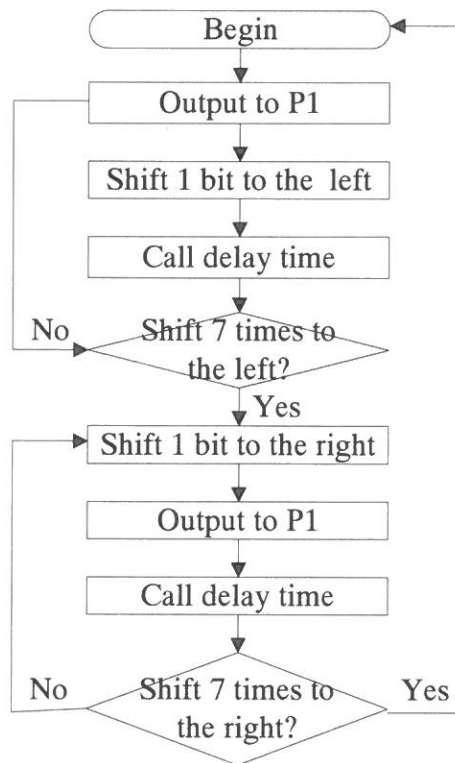 Begin
Output to P1
Shift 1 bit to the left
Call delay time
No
Shift 7 times to
the left?
Yes
Shift 1 bit to the right
Output to P1
Call delay time
No
Shift 7 times to
the right?
Yes